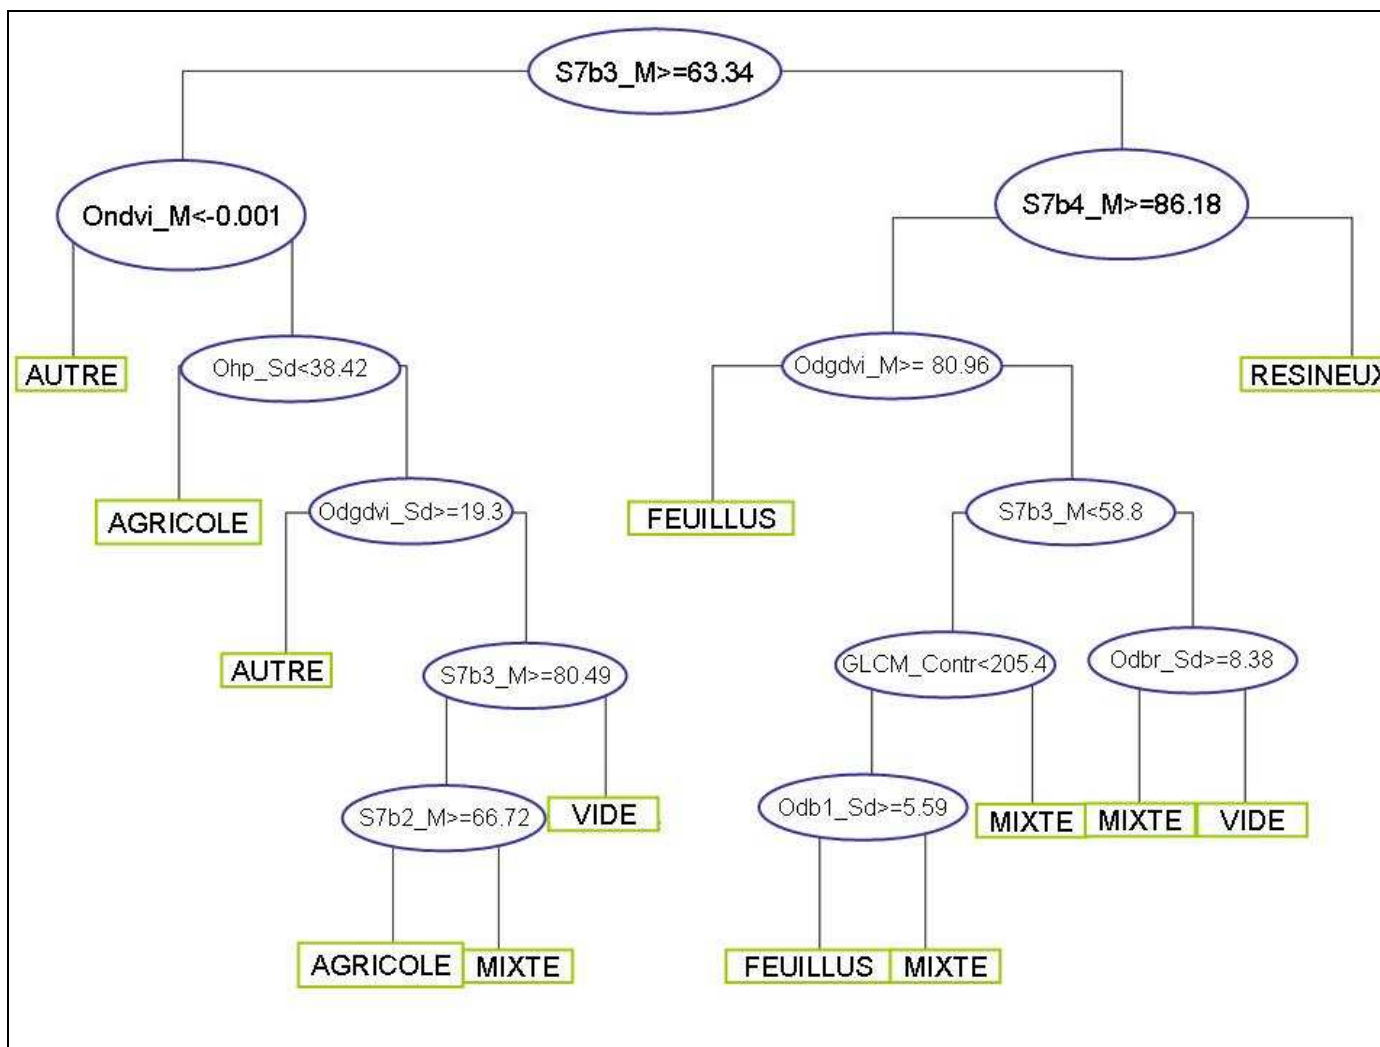 S7b3_M>=63.34
Ondvi_M<-0.001
S7b4_M>=86.18
AUTRE
Ohp_Sd<38.42
Odgdvi_M>= 80.96
RESINEUX
AGRICOLE
Odgdvi_Sd>=19.3
FEUILLUS
S7b3_M<58.8
AUTRE
S7b3_M>=80.49
GLCM_Contr<205.4
Odbr_Sd>=8.38
S7b2_M>=66.72
VIDE
Odb1_Sd>=5.59
MIXTE
MIXTE
VIDE
AGRICOLE
MIXTE
FEUILLUS
MIXTE